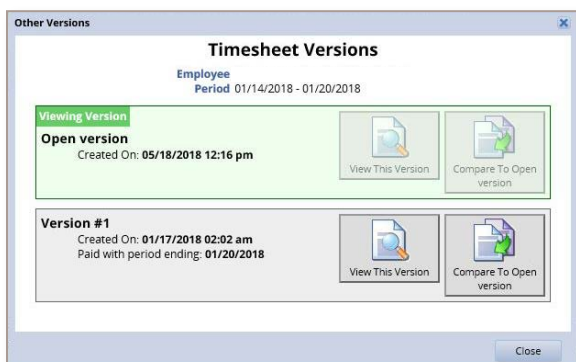 Other Versions
Timesheet Versions
Employee
Period 01/14/2018 - 01/20/2018
Viewing Version
Open version
Created On: 05/18/2018 12:16 pm
View This Version
Compare To Open
version
Version #1
Created On: 01/17/2018 02:02 am
Paid with period ending: 01/20/2018
View This Version
Compare To Open
version
Close